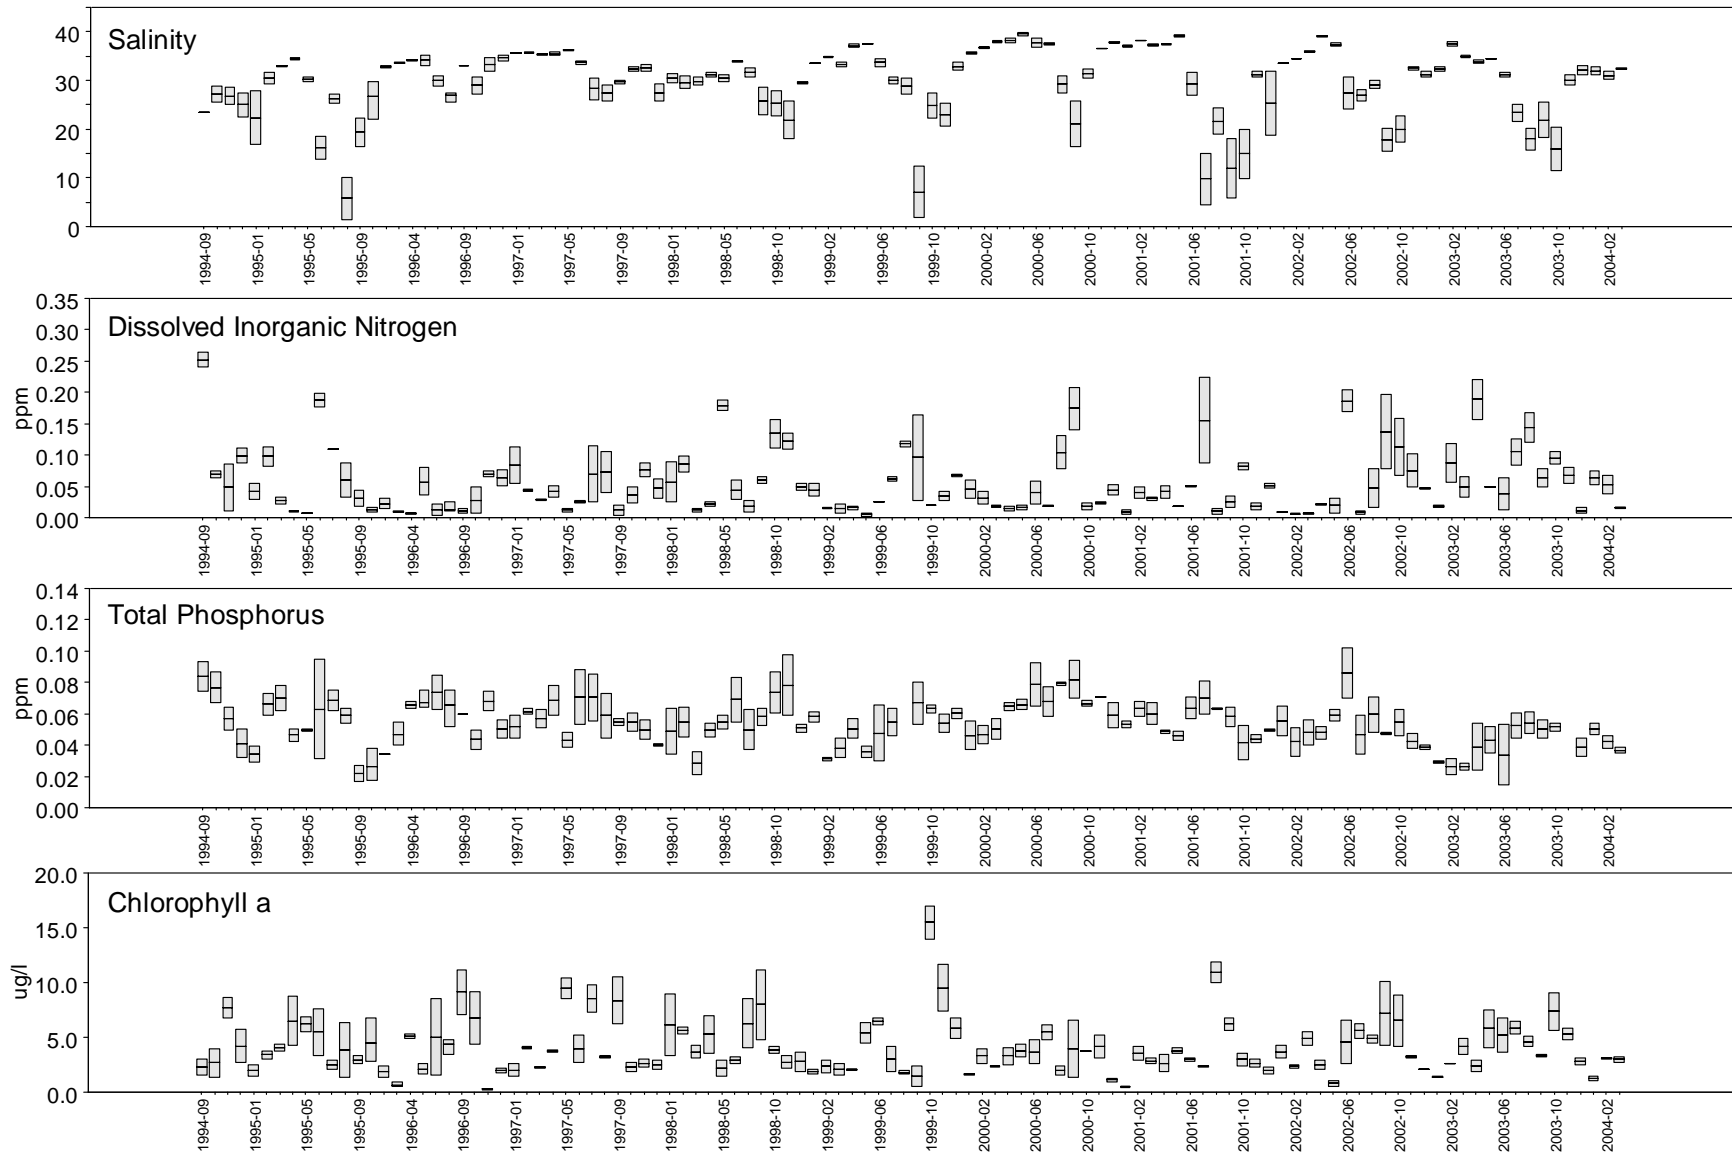 Salinity
40
30
20
10
0
1994-09 1995-01 1995-05 1995-09 1996-04 1996-09 1997-01 1997-05 1997-09 1998-01 1998-05 1998-10 1999-02 1999-06 1999-10 2000-02 2000-06 2000-10 2001-02 2001-06 2001-10 2002-02 2002-06 2002-10 2003-02 2003-06 2003-10 2004-02
Dissolved Inorganic Nitrogen
ppm
0.35
0.30
0.25
0.20
0.15
0.10
0.05
0.00
1994-09 1995-01 1995-05 1995-09 1996-04 1996-09 1997-01 1997-05 1997-09 1998-01 1998-05 1998-10 1999-02 1999-06 1999-10 2000-02 2000-06 2000-10 2001-02 2001-06 2001-10 2002-02 2002-06 2002-10 2003-02 2003-06 2003-10 2004-02
Total Phosphorus
ppm
0.14
0.12
0.10
0.08
0.06
0.04
0.02
0.00
1994-09 1995-01 1995-05 1995-09 1996-04 1996-09 1997-01 1997-05 1997-09 1998-01 1998-05 1998-10 1999-02 1999-06 1999-10 2000-02 2000-06 2000-10 2001-02 2001-06 2001-10 2002-02 2002-06 2002-10 2003-02 2003-06 2003-10 2004-02
Chlorophyll a
ug/l
20.0
15.0
10.0
5.0
0.0
1994-09 1995-01 1995-05 1995-09 1996-04 1996-09 1997-01 1997-05 1997-09 1998-01 1998-05 1998-10 1999-02 1999-06 1999-10 2000-02 2000-06 2000-10 2001-02 2001-06 2001-10 2002-02 2002-06 2002-10 2003-02 2003-06 2003-10 2004-02